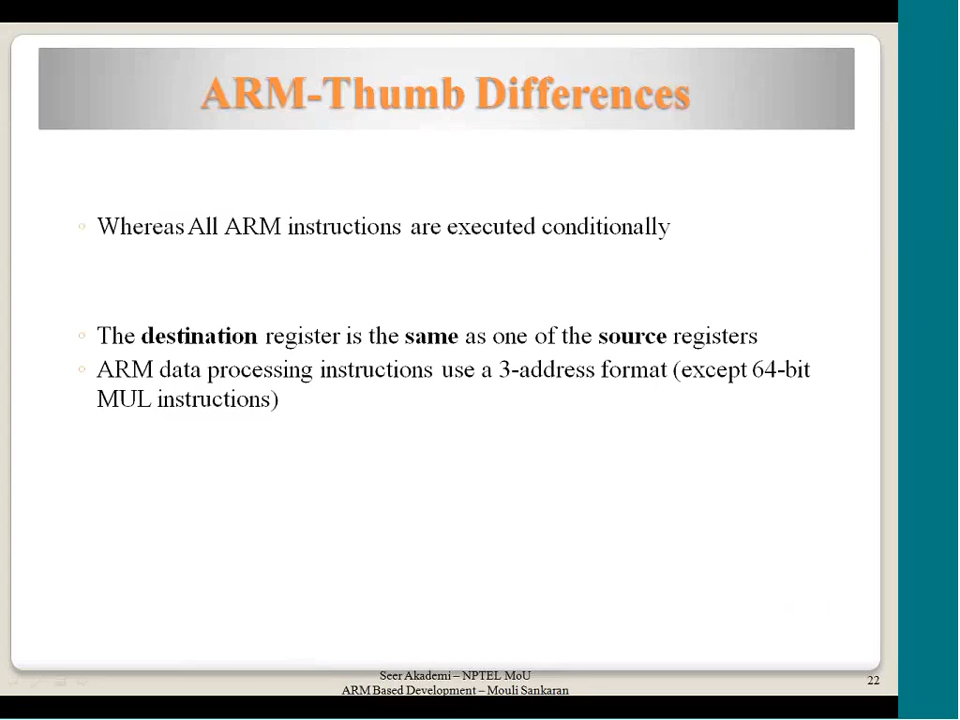 ARM-Thumb Differences
Whereas All ARM instructions are executed conditionally
The destination register is the same as one of the source registers
ARM data processing instructions use a 3-address format (except 64-bit
MUL instructions)
Seer Akademi – NPTEL MoU
ARM Based Development – Mouli Sankaran
22